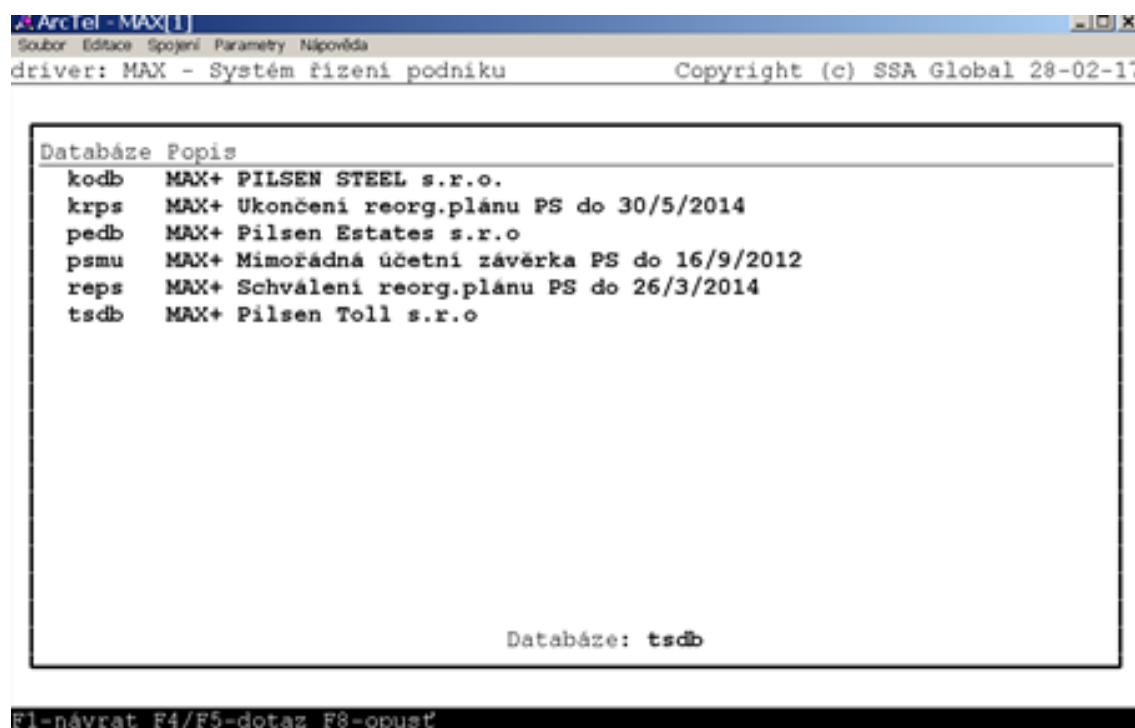 ArcTel - MAX[1]
Soubor Editace Spojení Parametry Nápověda
driver: MAX - Systém řízení podniku Copyright (c) SSA Global 28-02-17
Databáze Popis
kodb MAX+ PILSEN STEEL s.r.o.
krps MAX+ Ukončení reorg.plánu PS do 30/5/2014
pedb MAX+ Pilsen Estates s.r.o
psmu MAX+ Mimořádná účetní závěrka PS do 16/9/2012
reps MAX+ Schválení reorg.plánu PS do 26/3/2014
tsdb MAX+ Pilsen Toll s.r.o
Databáze: tsdb
F1-návrat F4/F5-dotaz F8-opusť